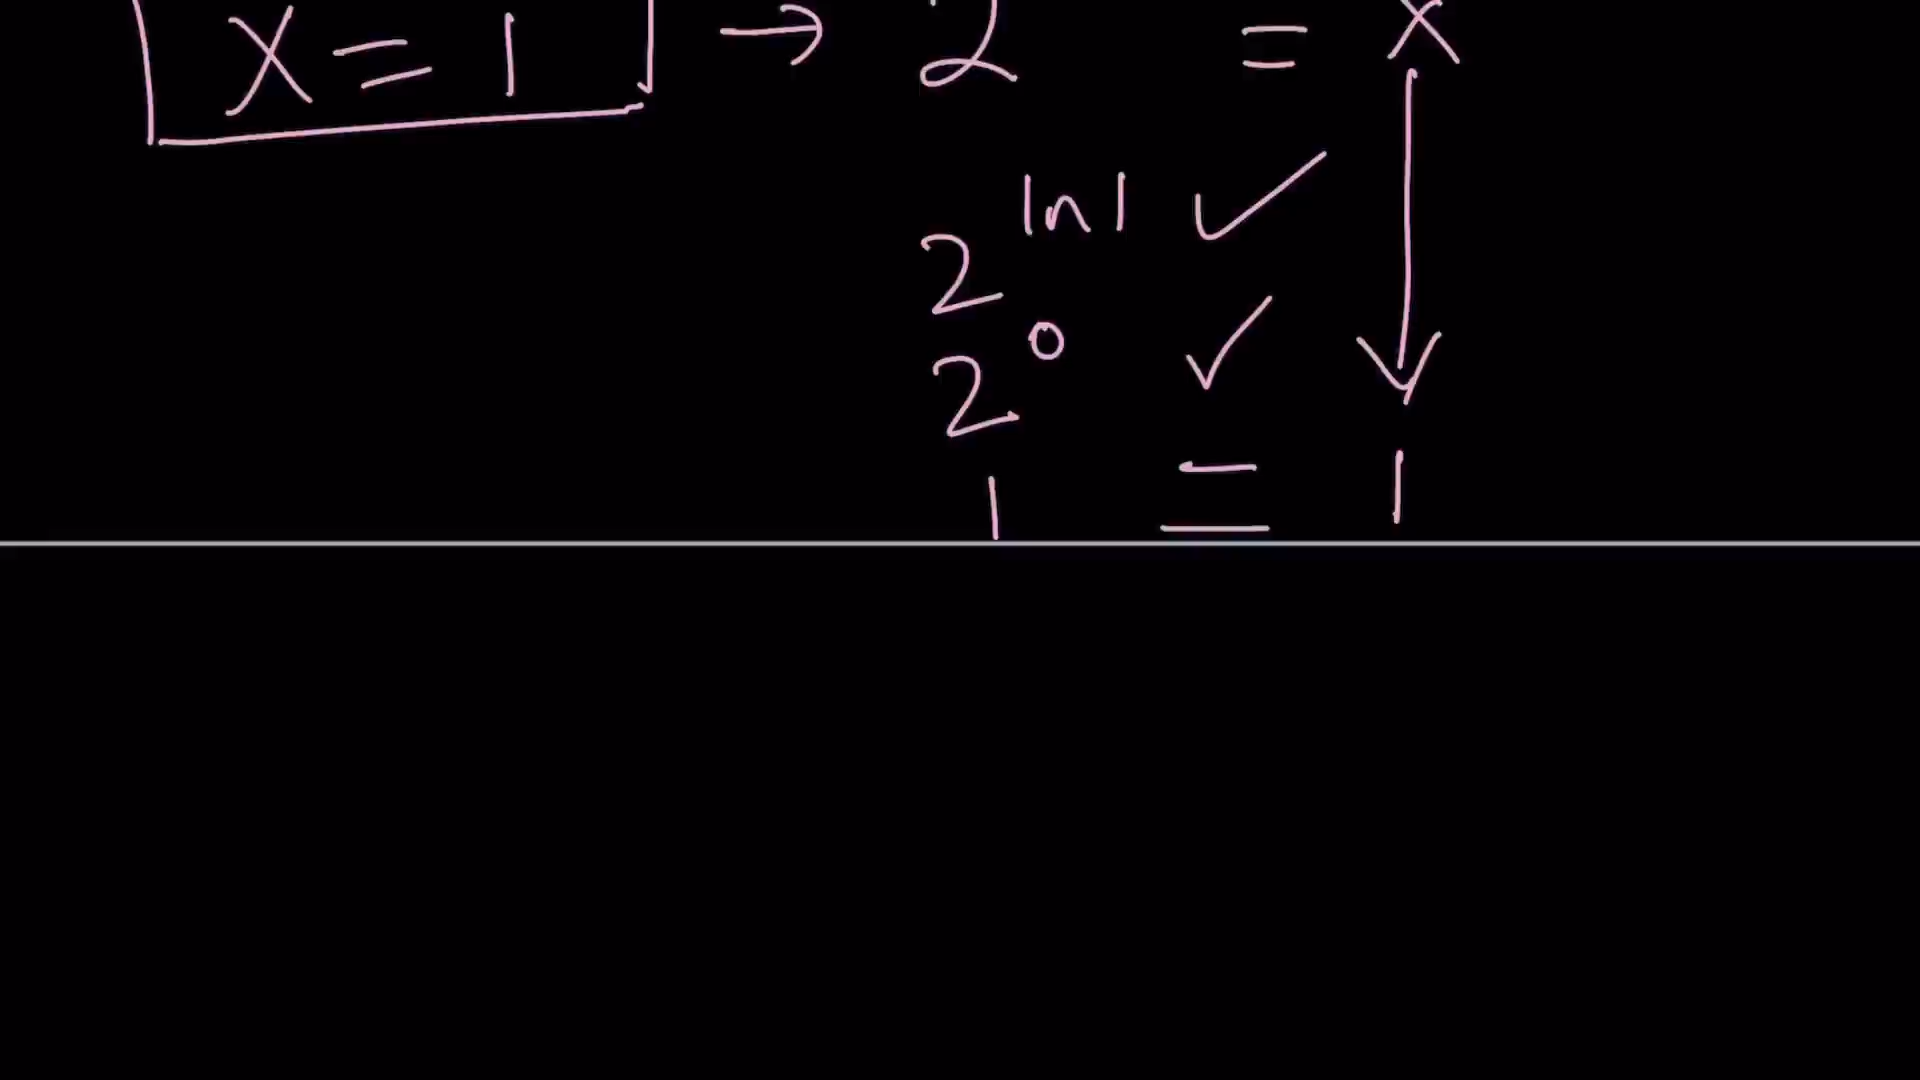 x = 1 → 2 = x
2^ln1 ✓
2^0 ✓
1 = 1